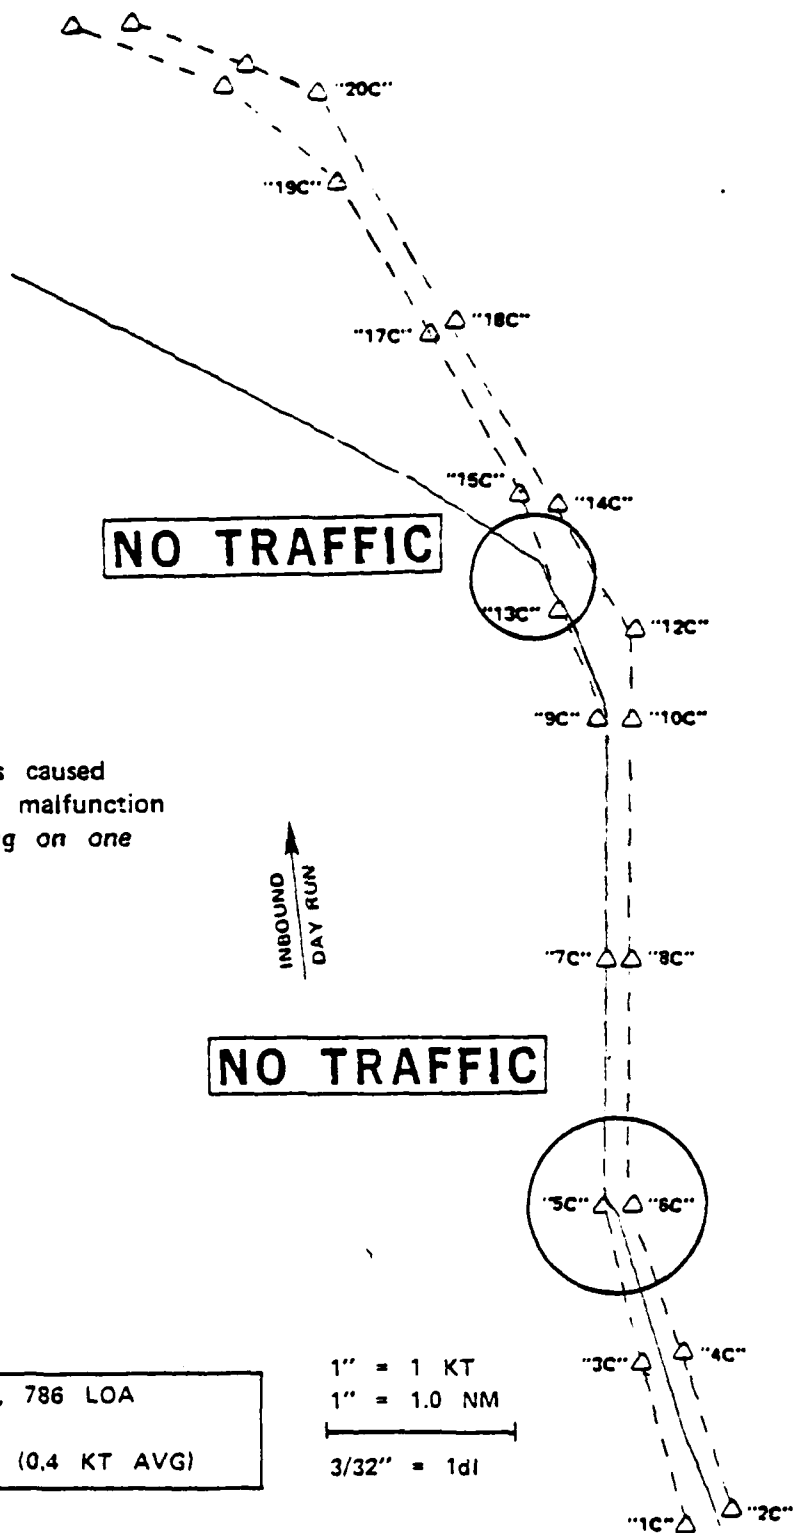 "20C"
"19C"
"18C"
"17C"
"15C"
"14C"
NO TRAFFIC
"13C"
"12C"
"9C"
"10C"
s caused
malfunction
g on one
INBOUND
DAY RUN
"7C"
"8C"
NO TRAFFIC
"5C"
"6C"
"3C"
"4C"
1" = 1 KT
1" = 1.0 NM
3/32" = 1dl
, 786 LOA
(0.4 KT AVG)
"1C"
"2C"